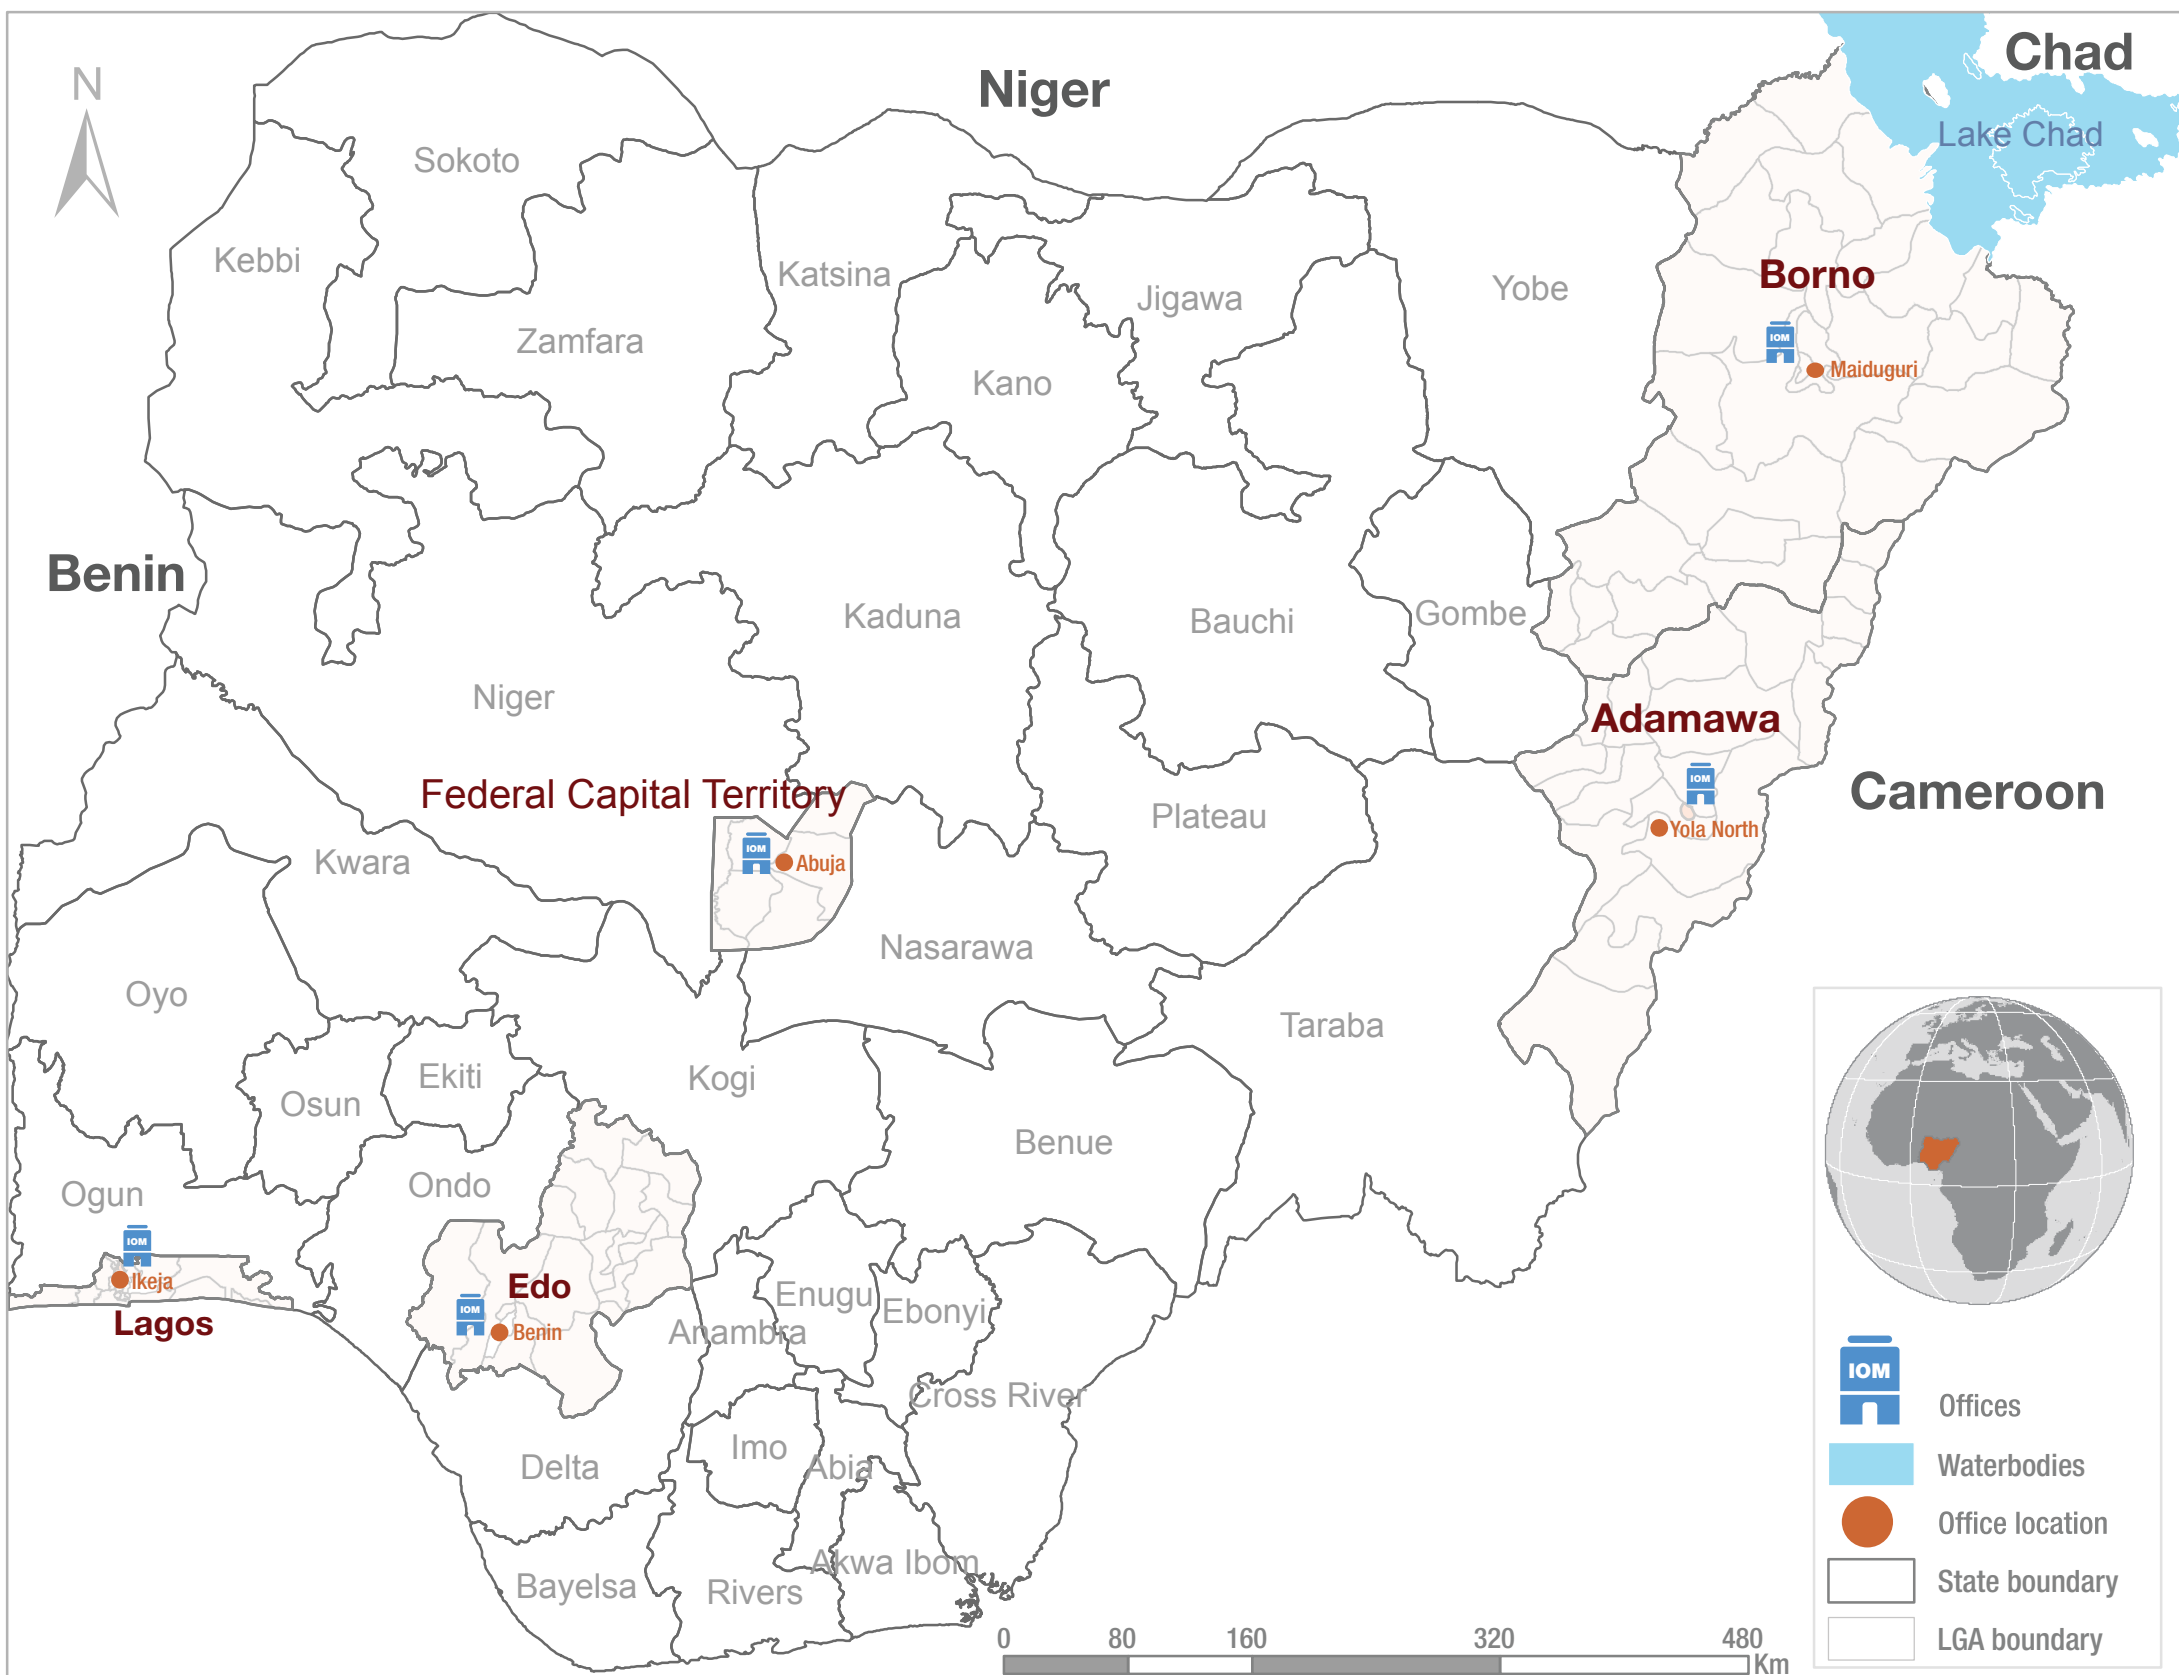 Chad
Niger
N
Lake Chad
Sokoto
Kebbi
Katsina
Borno
Yobe
Jigawa
Zamfara
IOM
Maiduguri
Kano
Benin
Kaduna
Bauchi
Gombe
Niger
Adamawa
IOM
Federal Capital Territory
Cameroon
Plateau
Yola North
IOM
Abuja
Kwara
Nasarawa
Oyo
Taraba
Ekiti
Kogi
Osun
Benue
Ondo
Ogun
IOM
Ikeja
Edo
Enugu
Ebonyi
IOM
Benin
Lagos
Anambra
IOM
Offices
Cross River
Imo
Abia
Delta
Waterbodies
Office location
Akwa Ibom
Bayelsa
Rivers
State boundary
LGA boundary
0 80 160 320 480
Km